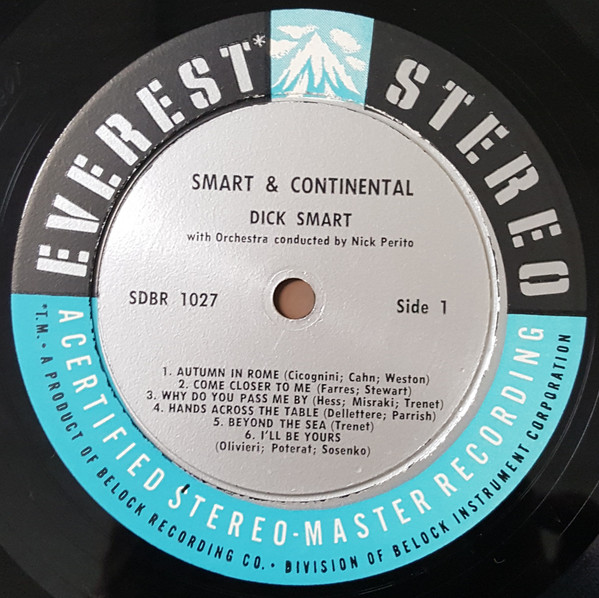 EVEREST* STEREO
SMART & CONTINENTAL
DICK SMART
with Orchestra conducted by Nick Perito
SDBR 1027
Side 1
1. AUTUMN IN ROME (Cicognini; Cahn; Weston)
2. COME CLOSER TO ME (Farres; Stewart)
3. WHY DO YOU PASS ME BY (Hess; Misraki; Trenet)
4. HANDS ACROSS THE TABLE (Dellettere; Parrish)
5. BEYOND THE SEA (Trenet)
6. I'LL BE YOURS
(Olivieri; Poterat; Sosenko)
A CERTIFIED STEREO-MASTER RECORDING
*T.M. • A PRODUCT OF BELOCK RECORDING CO. • DIVISION OF BELOCK INSTRUMENT CORPORATION